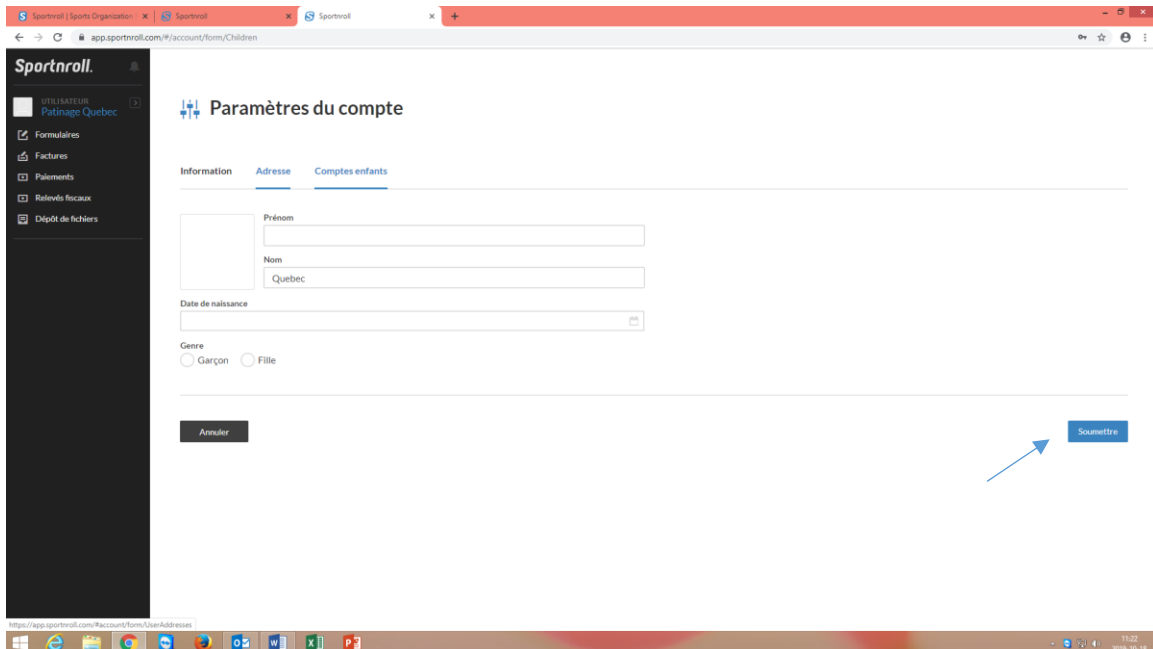 Sportnroll | Sports Organization
Sportnroll
Sportnroll
app.sportnroll.com/#/account/form/Children
Sportnroll.
UTILISATEUR
Patinage Quebec
Formulaires
Factures
Paiements
Relevés fiscaux
Dépôt de fichiers
Paramètres du compte
Information Adresse Comptes enfants
Prénom
Nom
Quebec
Date de naissance
Genre
Garçon Fille
Annuler Soumettre
https://app.sportnroll.com/#account/form/UserAddresses
11:22